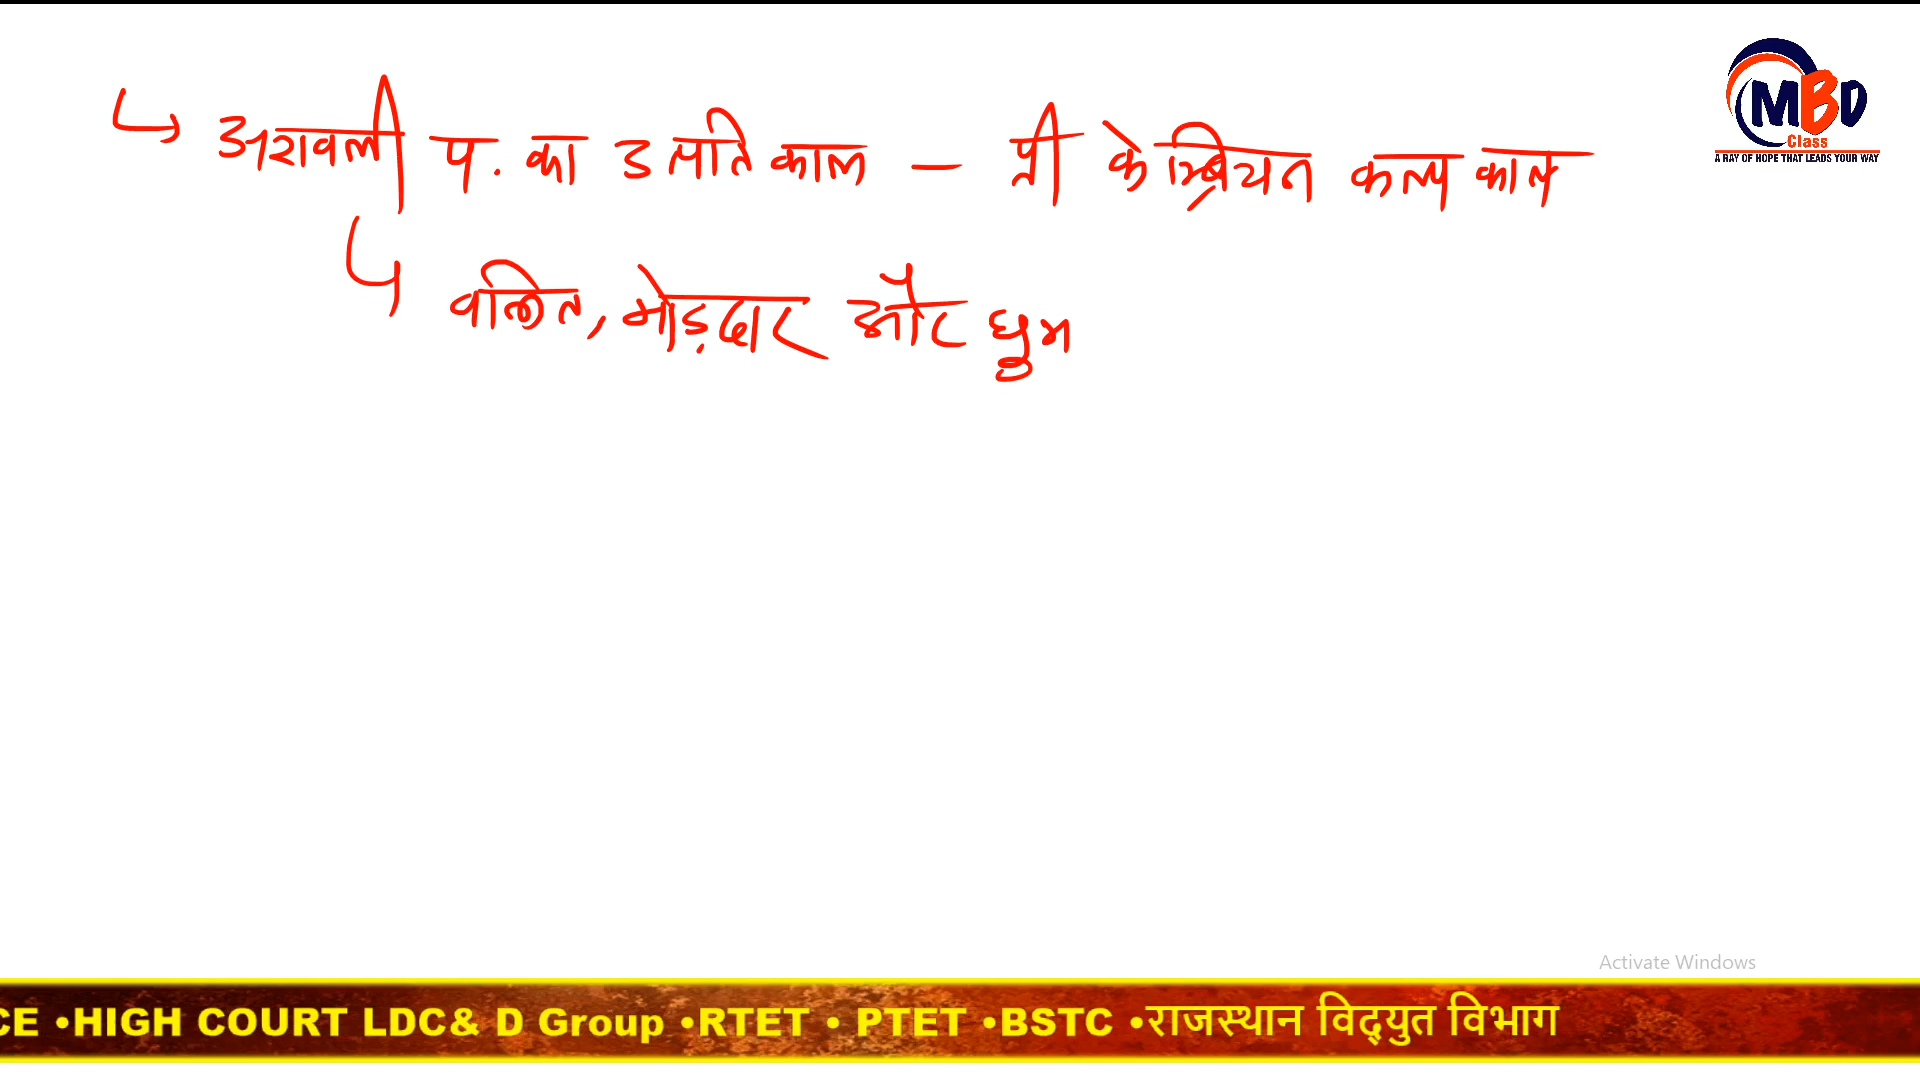 MBD
Class
A RAY OF HOPE THAT LEADS YOUR WAY
↳ अरावली प. का उत्पति काल – प्री केम्ब्रियन कल्प काल
↳ वलित, मोड़दार और घुम
Activate Windows
CE •HIGH COURT LDC& D Group •RTET • PTET •BSTC •राजस्थान विद्युत विभाग